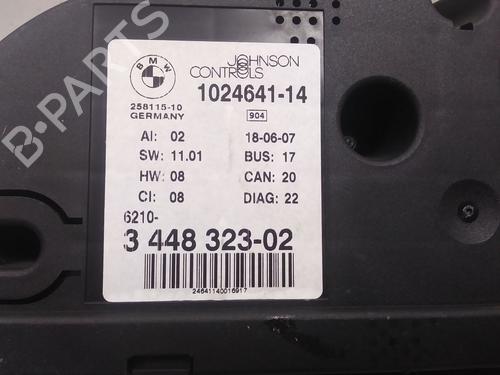 BMW
JOHNSON
CONTROLS
258115-10
GERMANY
1024641-14
904
AI: 02
18-06-07
SW: 11.01
BUS: 17
HW: 08
CAN: 20
CI: 08
DIAG: 22
6210-
3 448 323-02
24641140016917
B-PARTS